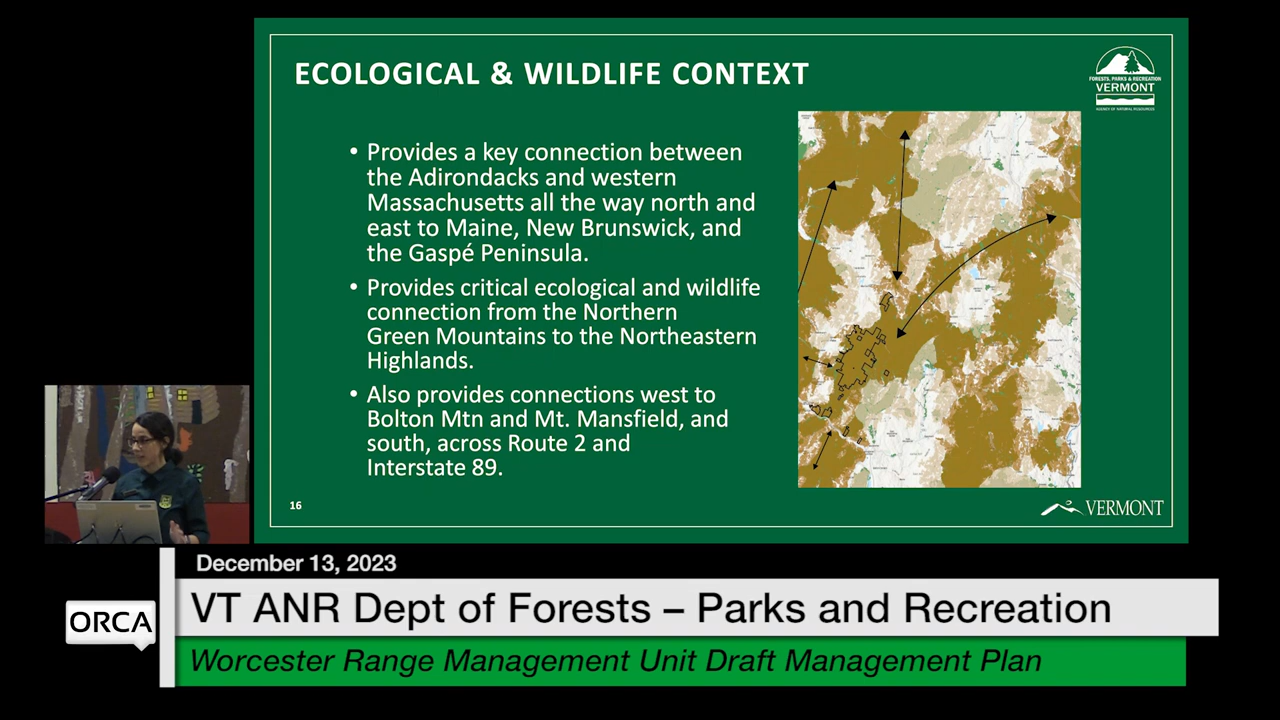 ECOLOGICAL & WILDLIFE CONTEXT
FORESTS, PARKS & RECREATION
VERMONT
AGENCY OF NATURAL RESOURCES
• Provides a key connection between
the Adirondacks and western
Massachusetts all the way north and
east to Maine, New Brunswick, and
the Gaspé Peninsula.
• Provides critical ecological and wildlife
connection from the Northern
Green Mountains to the Northeastern
Highlands.
• Also provides connections west to
Bolton Mtn and Mt. Mansfield, and
south, across Route 2 and
Interstate 89.
16
VERMONT
December 13, 2023
ORCA
VT ANR Dept of Forests – Parks and Recreation
Worcester Range Management Unit Draft Management Plan